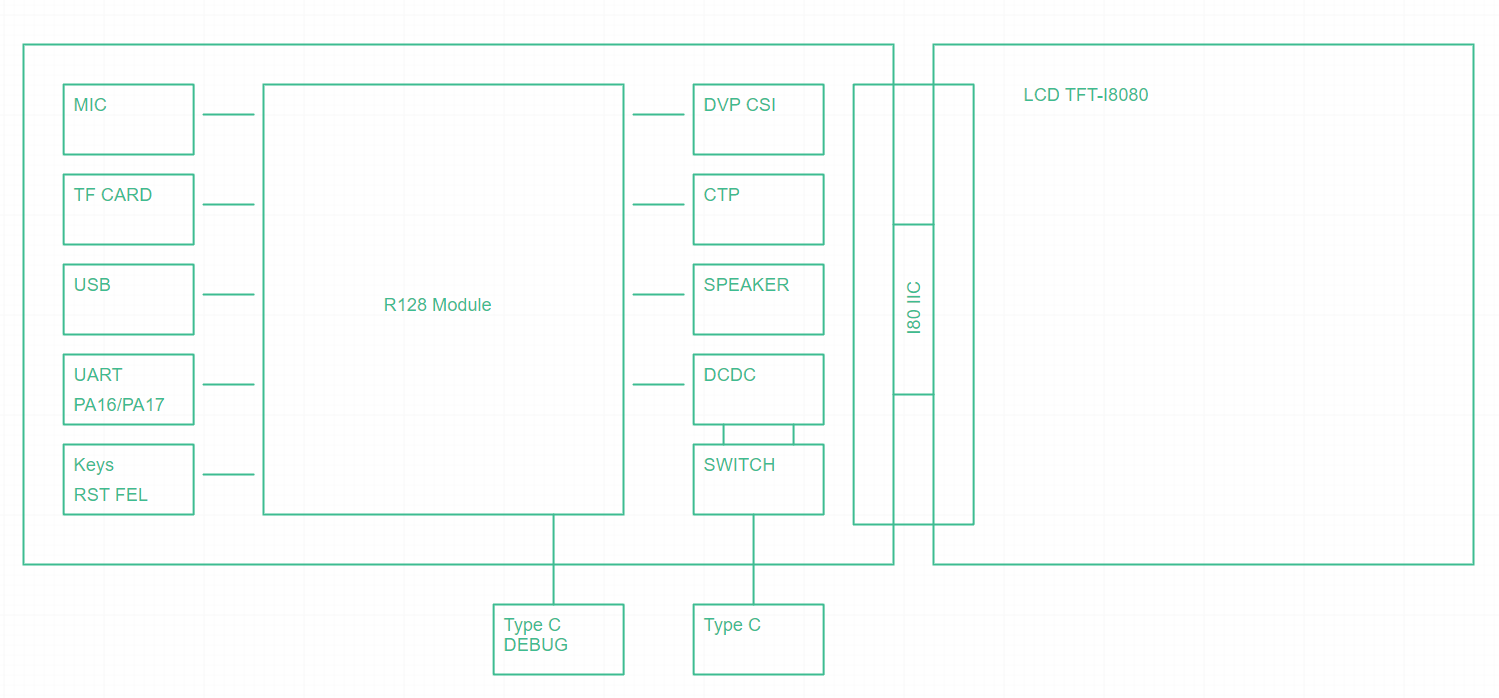 MIC
TF CARD
USB
UART
PA16/PA17
Keys
RST FEL
R128 Module
DVP CSI
CTP
SPEAKER
DCDC
SWITCH
I80 IIC
LCD TFT-I8080
Type C
DEBUG
Type C